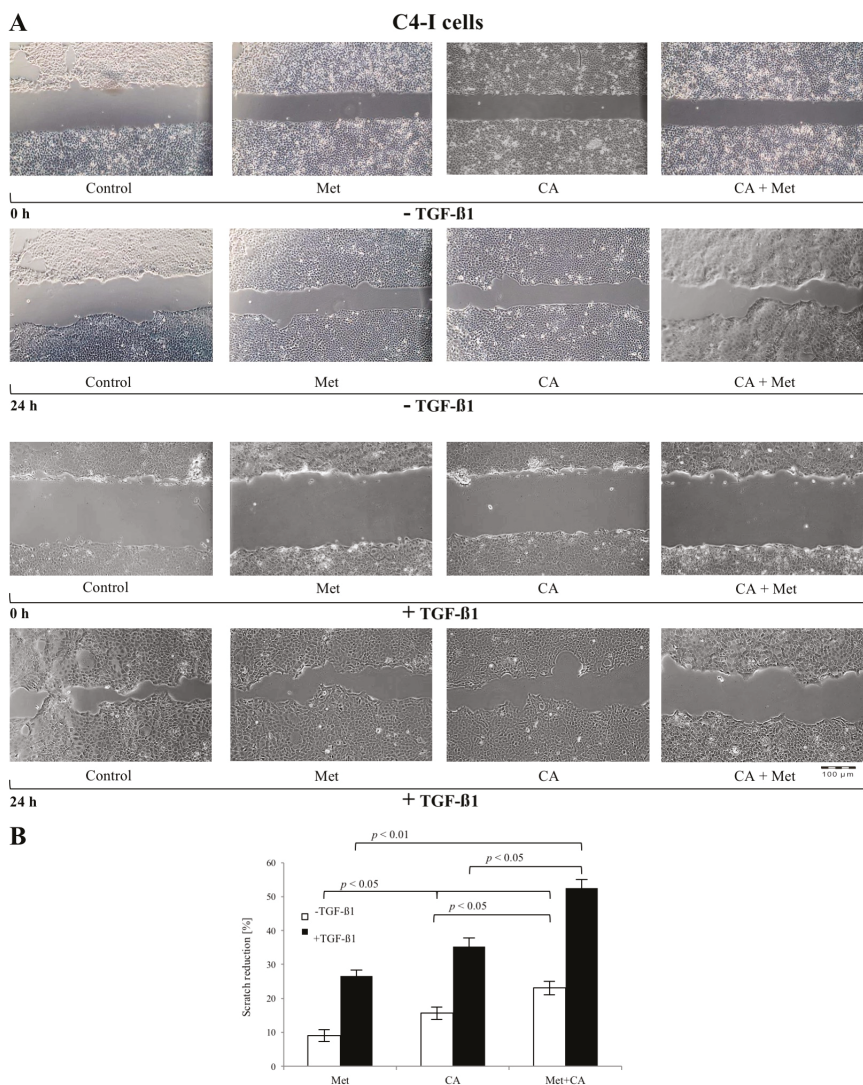 A
C4-I cells
Control Met CA CA + Met
0 h - TGF-ß1
Control Met CA CA + Met
24 h - TGF-ß1
Control Met CA CA + Met
0 h + TGF-ß1
100 µm
Control Met CA CA + Met
24 h + TGF-ß1
B
p < 0.01
p < 0.05
p < 0.05
p < 0.05
-TGF-ß1
+TGF-ß1
Scratch reduction [%]
60
50
40
30
20
10
0
Met CA Met+CA